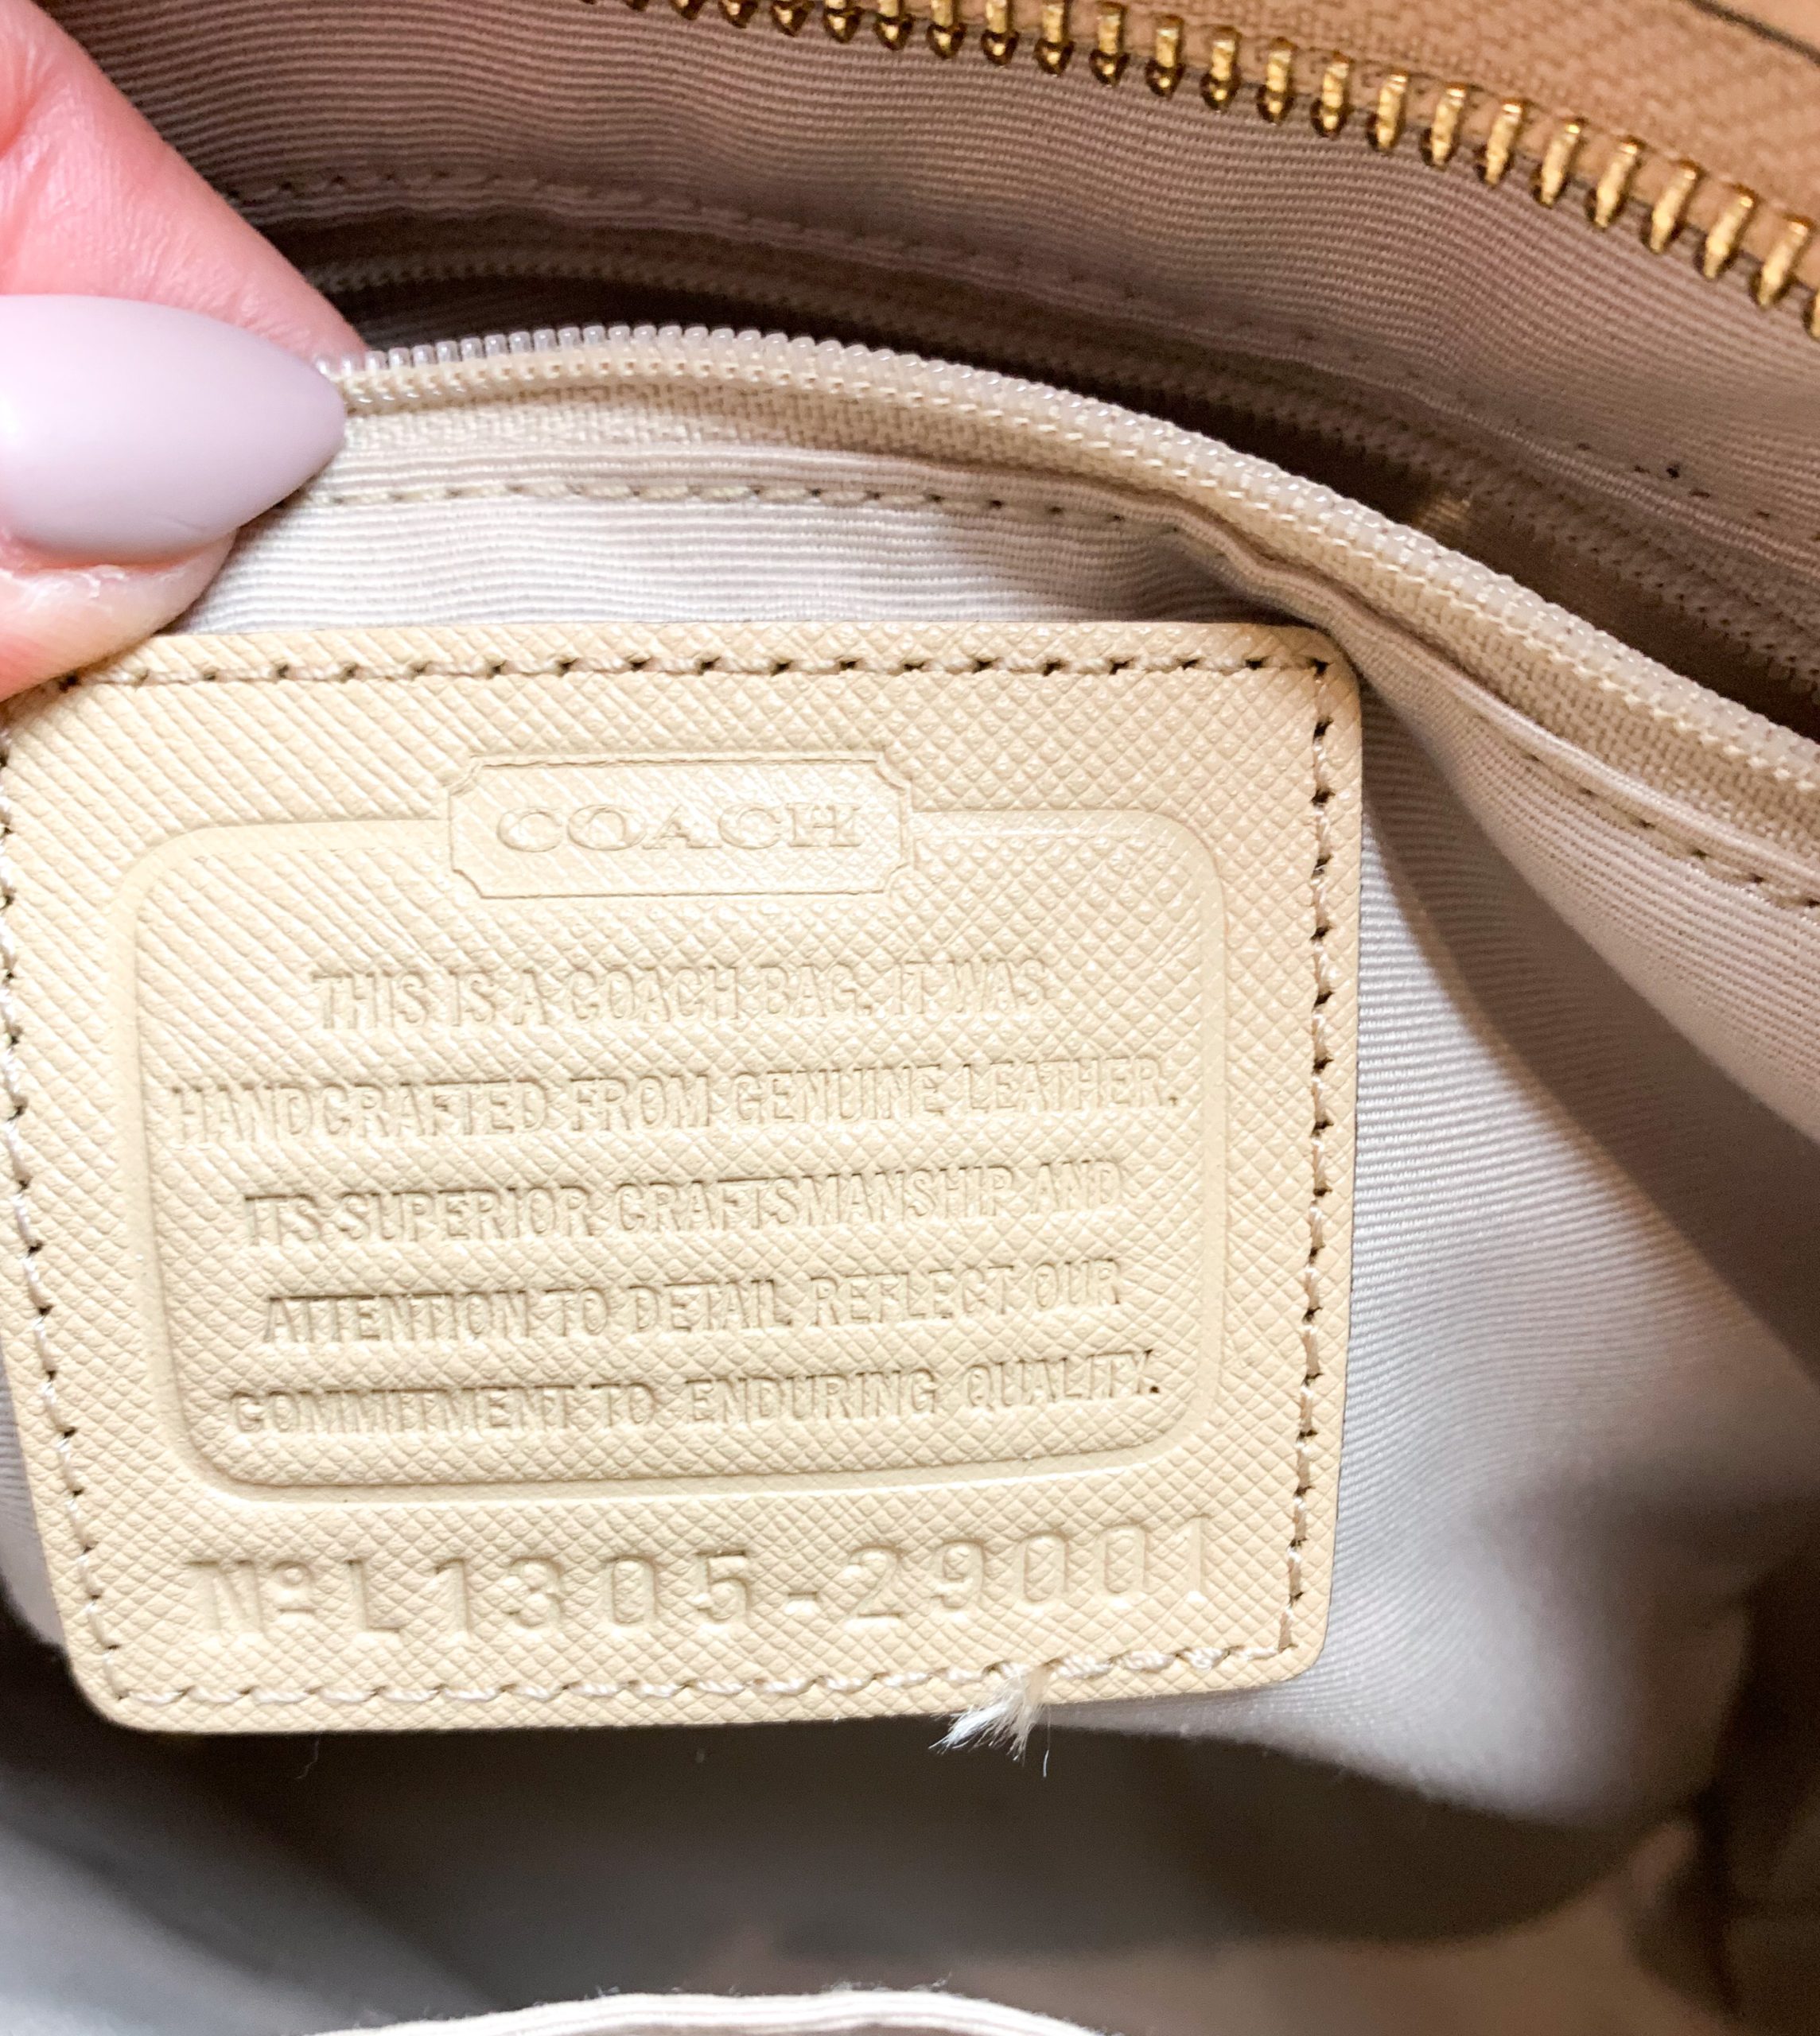 COACH
THIS IS A COACH BAG. IT WAS
HANDCRAFTED FROM GENUINE LEATHER.
ITS SUPERIOR CRAFTSMANSHIP AND
ATTENTION TO DETAIL REFLECT OUR
COMMITMENT TO ENDURING QUALITY.
Nº L1305-29001